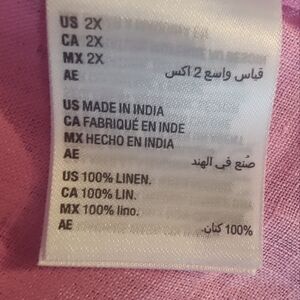 US 2X
CA 2X
MX 2X
AE قياس واسع 2 اكس
US MADE IN INDIA
CA FABRIQUÉ EN INDE
MX HECHO EN INDIA
AE صُنع في الهند
US 100% LINEN.
CA 100% LIN.
MX 100% lino.
AE 100% كتان.